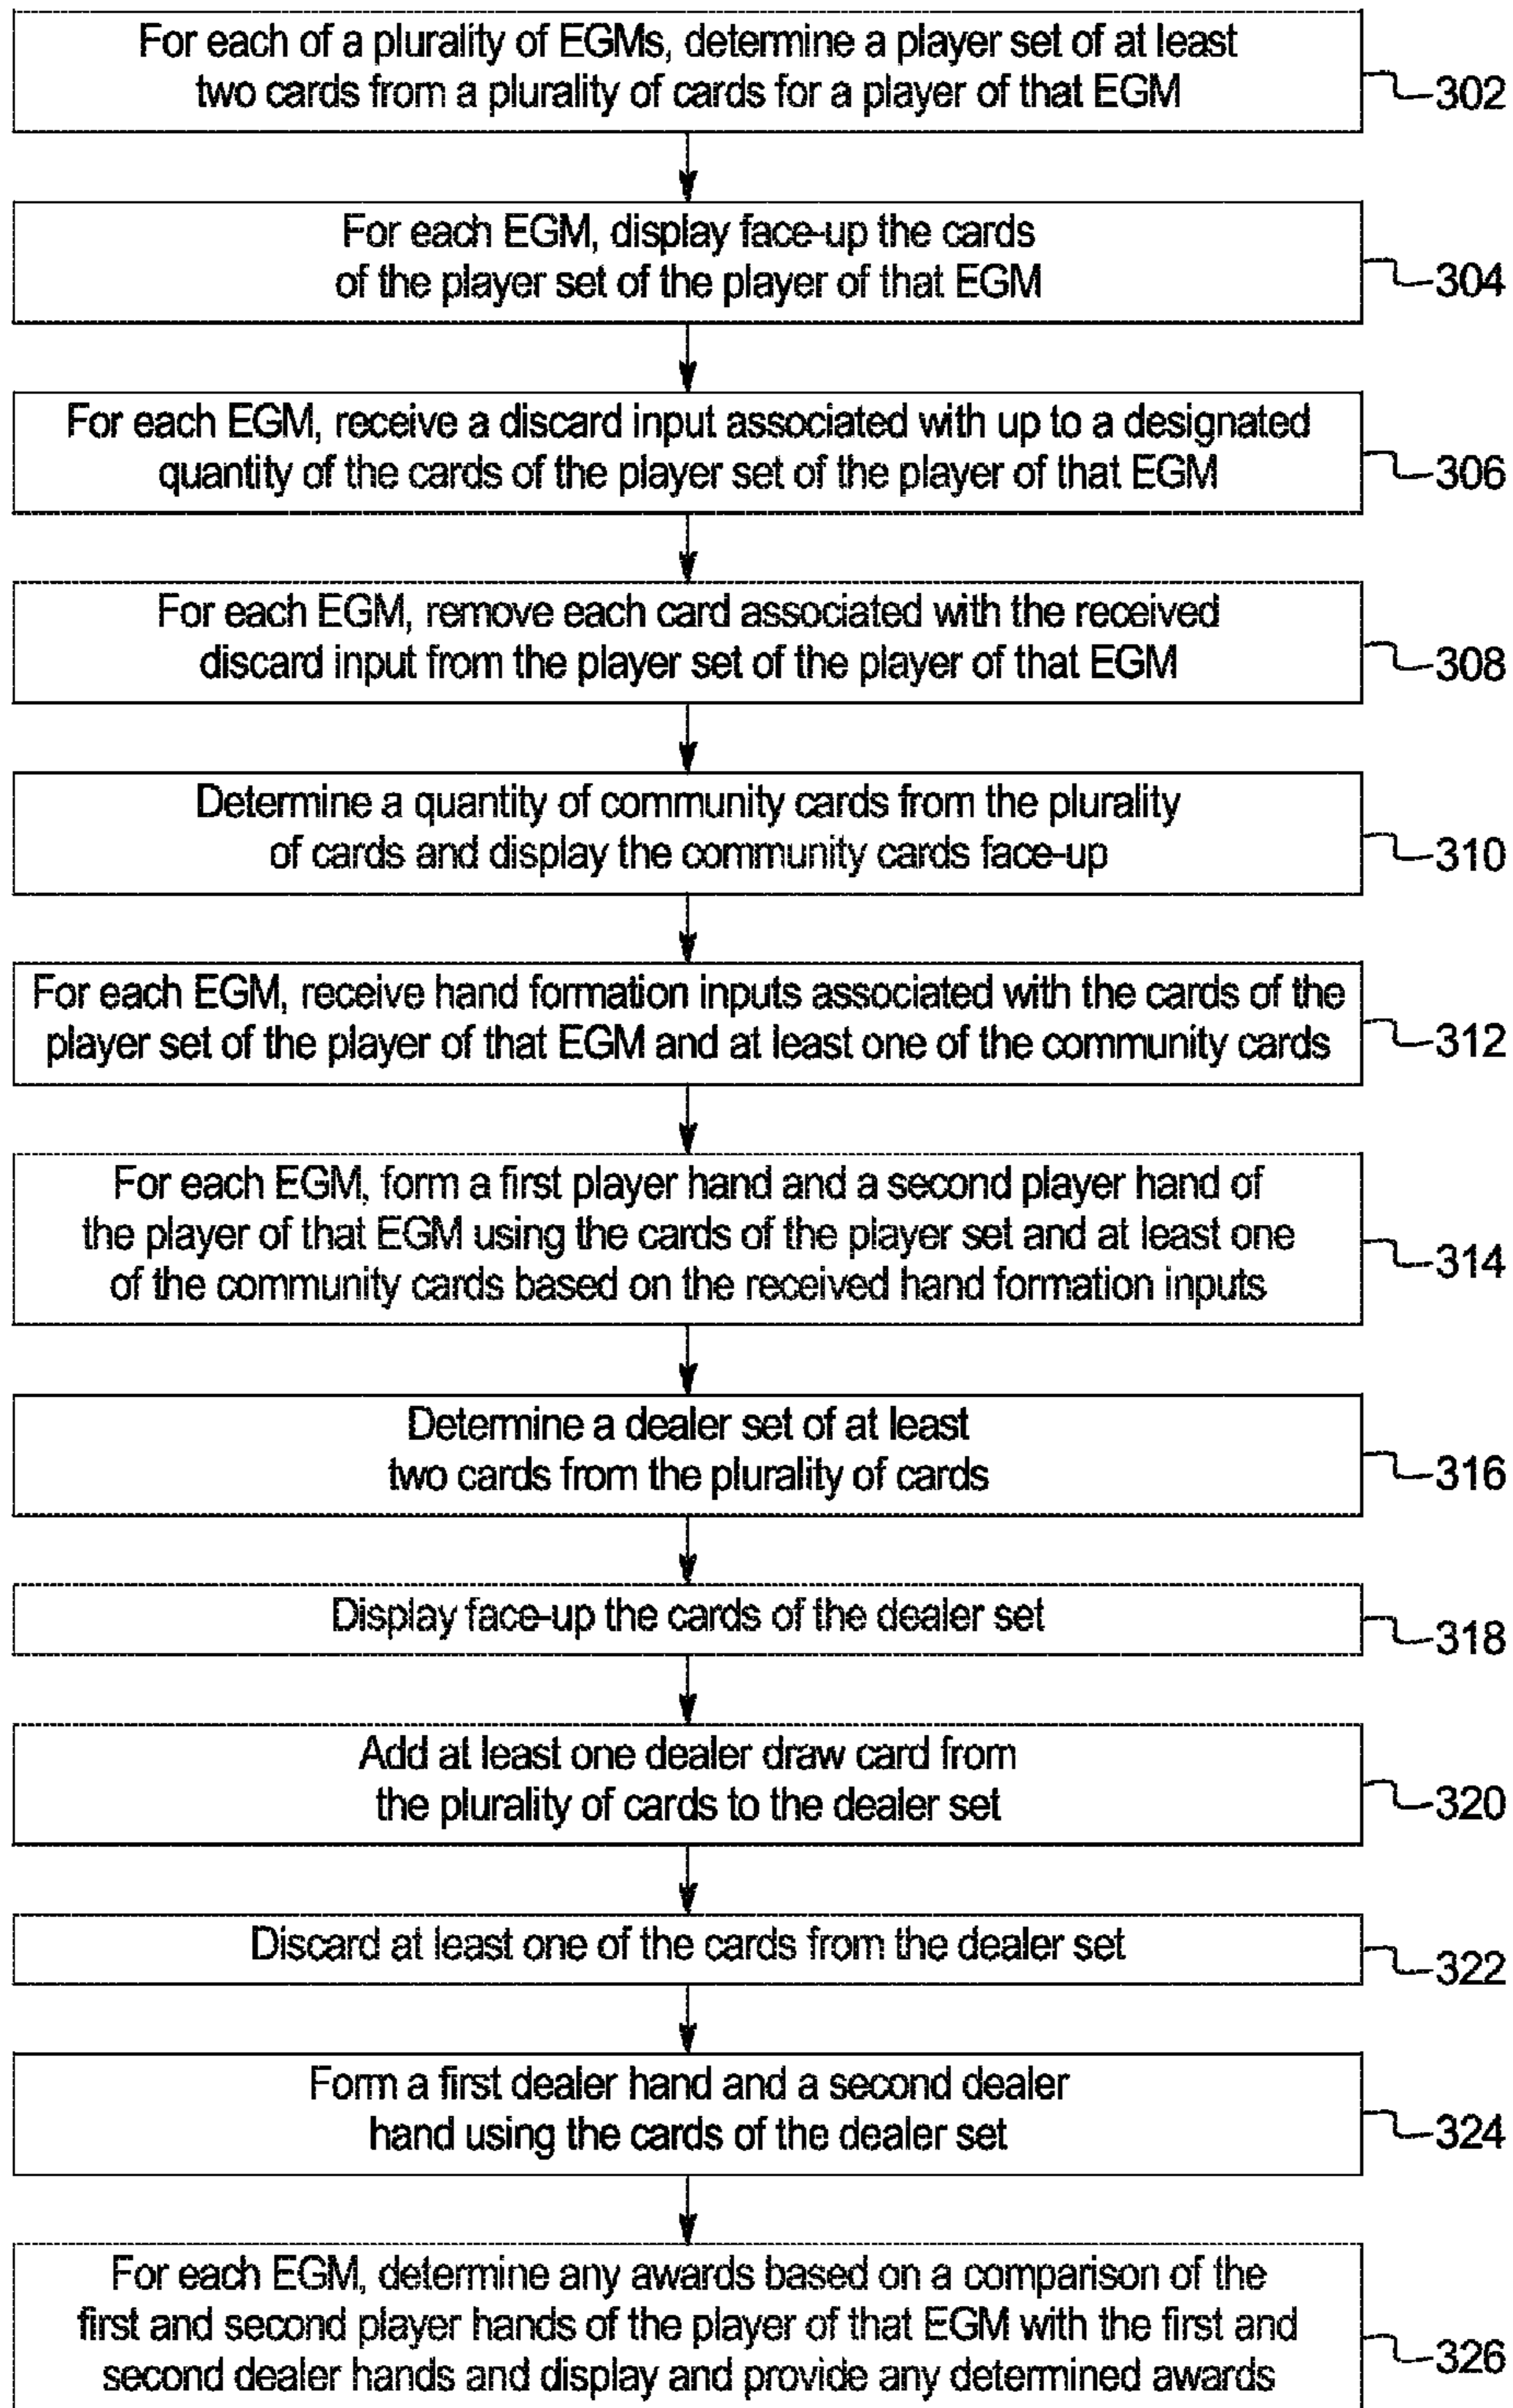 For each of a plurality of EGMs, determine a player set of at least
two cards from a plurality of cards for a player of that EGM
302
For each EGM, display face-up the cards
of the player set of the player of that EGM
304
For each EGM, receive a discard input associated with up to a designated
quantity of the cards of the player set of the player of that EGM
306
For each EGM, remove each card associated with the received
discard input from the player set of the player of that EGM
308
Determine a quantity of community cards from the plurality
of cards and display the community cards face-up
310
For each EGM, receive hand formation inputs associated with the cards of the
player set of the player of that EGM and at least one of the community cards
312
For each EGM, form a first player hand and a second player hand of
the player of that EGM using the cards of the player set and at least one
of the community cards based on the received hand formation inputs
314
Determine a dealer set of at least
two cards from the plurality of cards
316
Display face-up the cards of the dealer set
318
Add at least one dealer draw card from
the plurality of cards to the dealer set
320
Discard at least one of the cards from the dealer set
322
Form a first dealer hand and a second dealer
hand using the cards of the dealer set
324
For each EGM, determine any awards based on a comparison of the
first and second player hands of the player of that EGM with the first and
second dealer hands and display and provide any determined awards
326